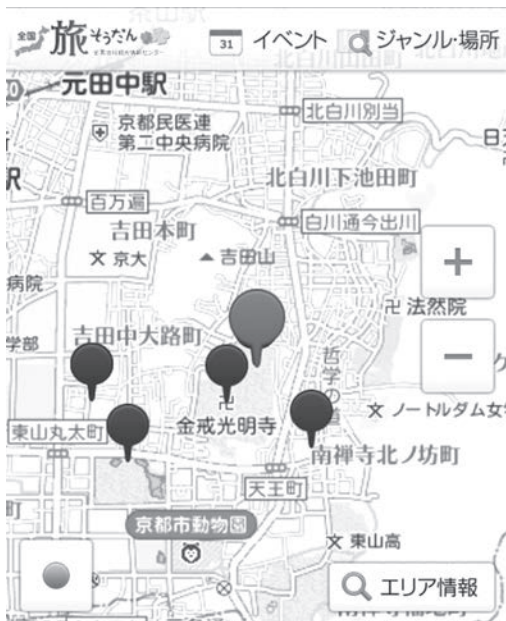 全国 旅 そうだん
31 イベント ジャンル・場所
元田中駅
北白川別当
京都民医連
第二中央病院
北白川下池田町
百万遍
白川通今出川
吉田本町
京大
吉田山
病院
法然院
学部
吉田中大路町
哲学の道
東山丸太町
金戒光明寺
ノートルダム女
南禅寺北ノ坊町
天王町
京都市動物園
東山高
エリア情報